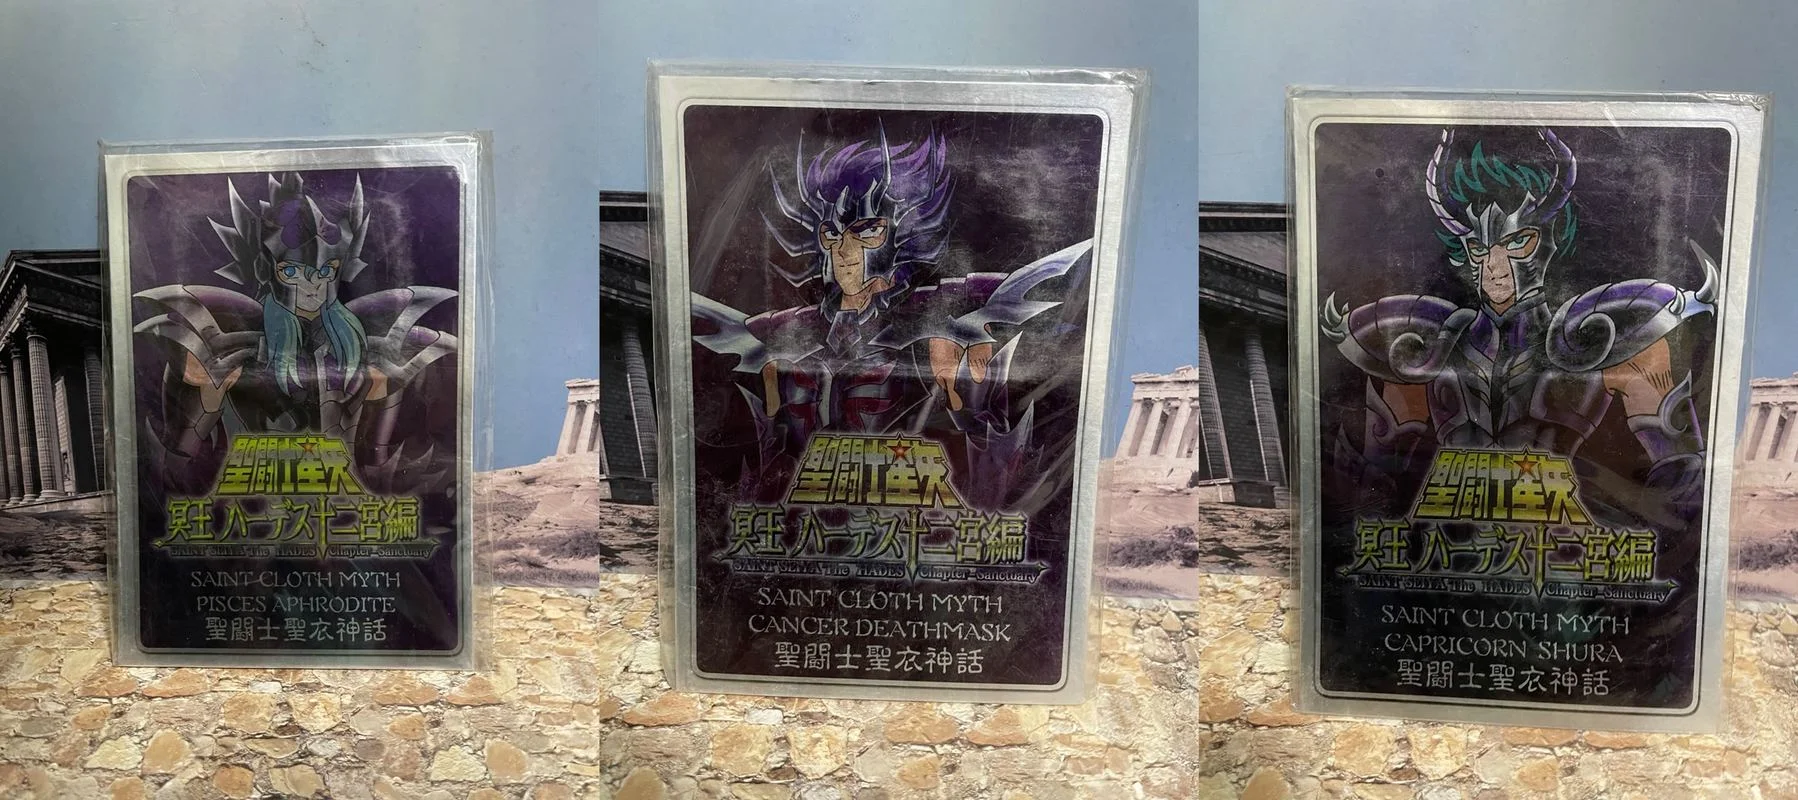 聖闘士星矢
冥王 ハーデス十二宮編
SAINT SEIYA The HADES Chapter-Sanctuary
SAINT CLOTH MYTH
PISCES APHRODITE
聖闘士聖衣神話
聖闘士星矢
冥王 ハーデス十二宮編
SAINT SEIYA The HADES Chapter-Sanctuary
SAINT CLOTH MYTH
CANCER DEATHMASK
聖闘士聖衣神話
聖闘士星矢
冥王 ハーデス十二宮編
SAINT SEIYA The HADES Chapter-Sanctuary
SAINT CLOTH MYTH
CAPRICORN SHURA
聖闘士聖衣神話